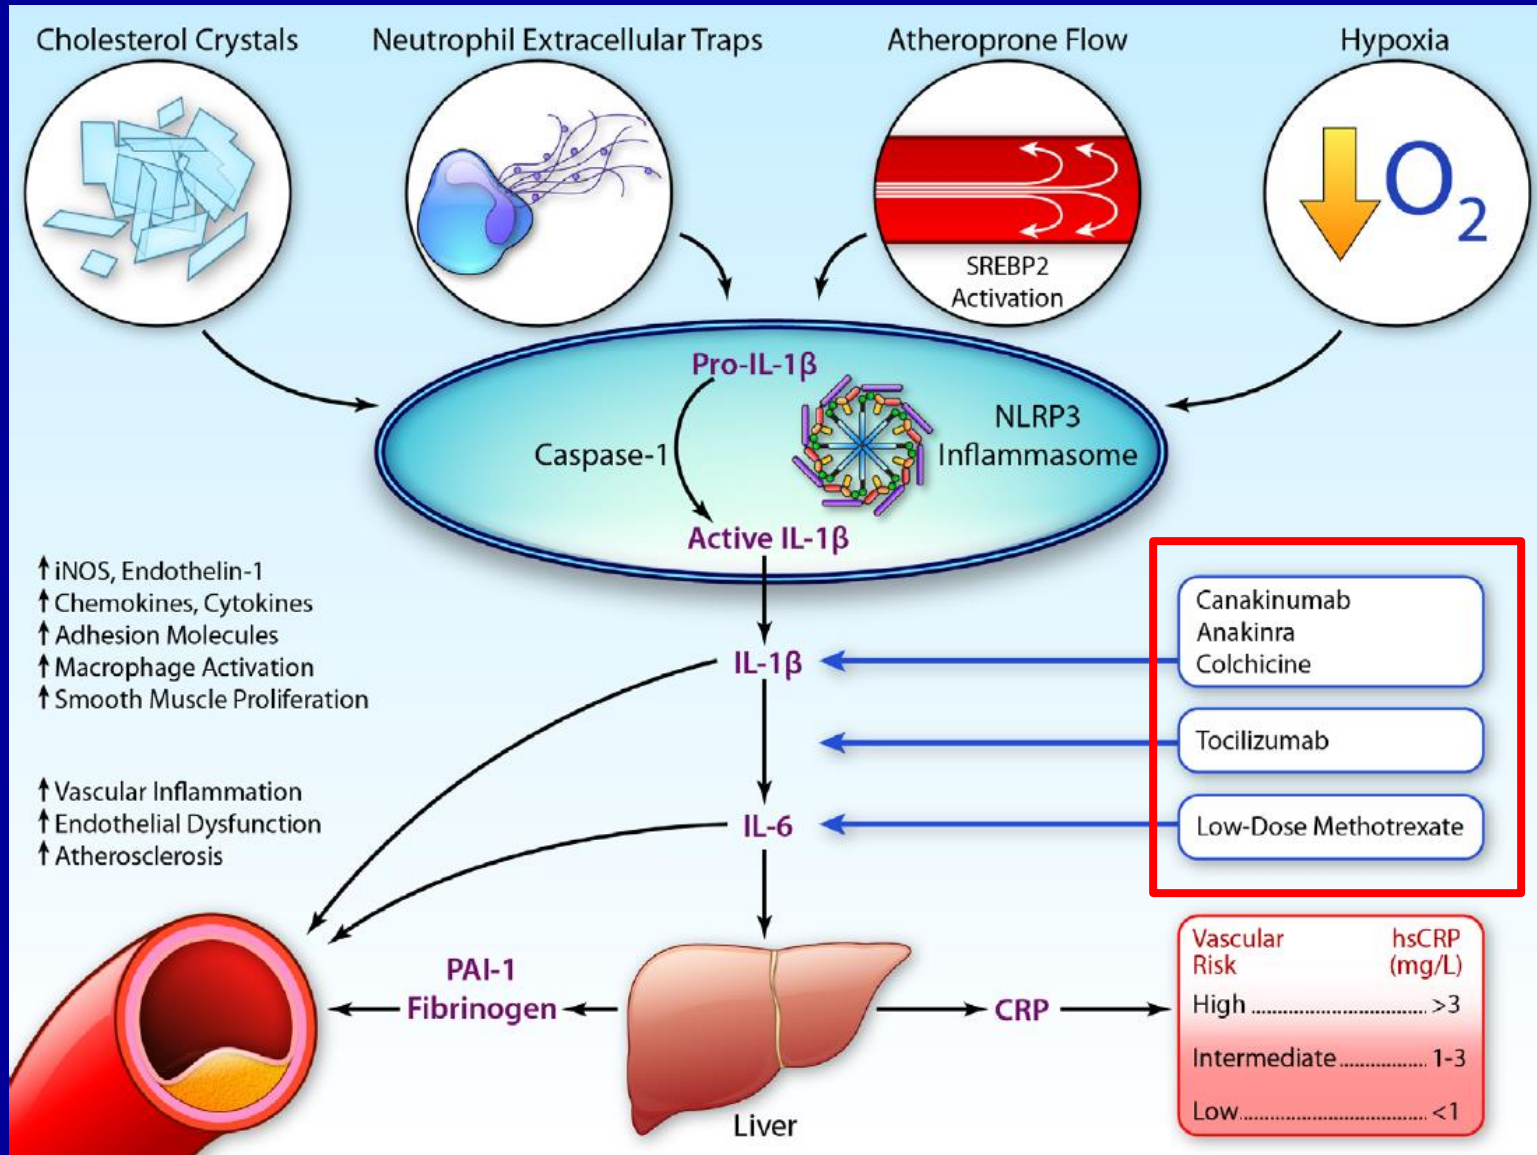 Cholesterol Crystals
Neutrophil Extracellular Traps
Atheroprone Flow
Hypoxia
SREBP2
Activation
O₂
Pro-IL-1β
Caspase-1
NLRP3
Inflammasome
Active IL-1β
↑ iNOS, Endothelin-1
↑ Chemokines, Cytokines
↑ Adhesion Molecules
↑ Macrophage Activation
↑ Smooth Muscle Proliferation
IL-1β
Canakinumab
Anakinra
Colchicine
Tocilizumab
↑ Vascular Inflammation
↑ Endothelial Dysfunction
↑ Atherosclerosis
IL-6
Low-Dose Methotrexate
PAI-1
Fibrinogen
Liver
CRP
Vascular Risk hsCRP (mg/L)
High .......... >3
Intermediate .......... 1-3
Low .......... <1